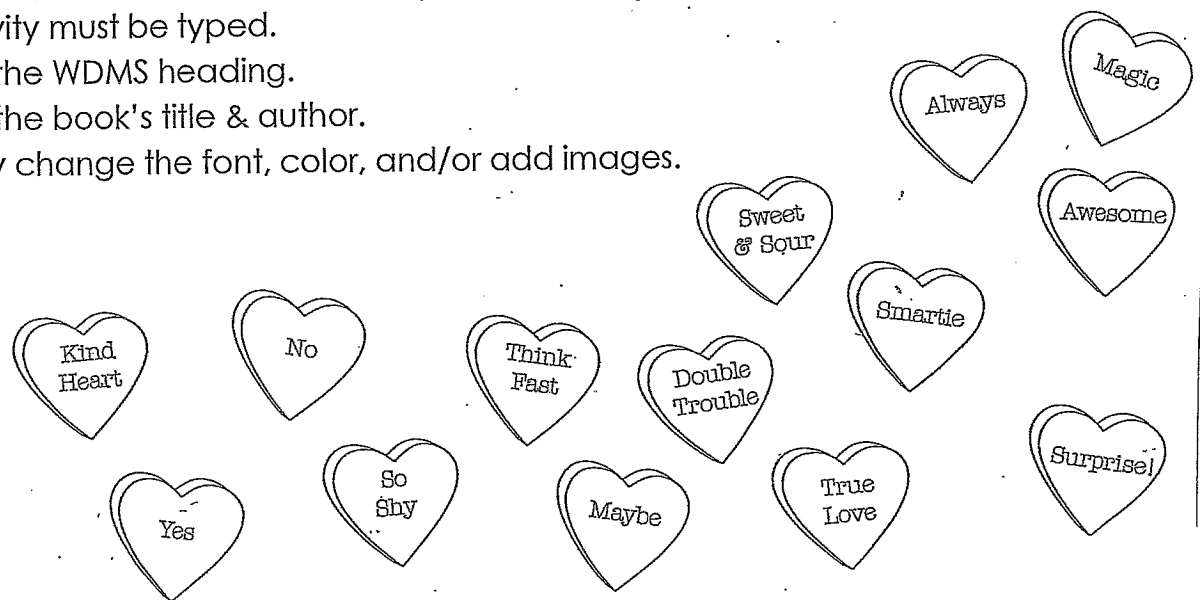 vity must be typed.
the WDMS heading.
the book's title & author.
y change the font, color, and/or add images.
Always
Magic
Sweet
& Sour
Awesome
Smartie
Kind
Heart
No
Think
Fast
Double
Trouble
Surprise!
Yes
So
Shy
Maybe
True
Love